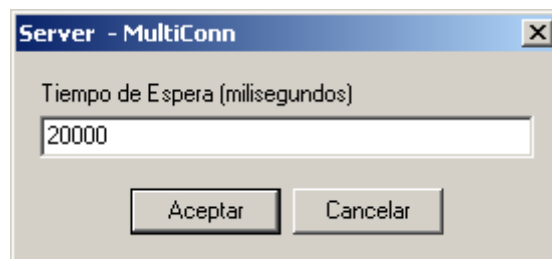 Server - MultiConn
Tiempo de Espera (milisegundos)
20000
Aceptar Cancelar